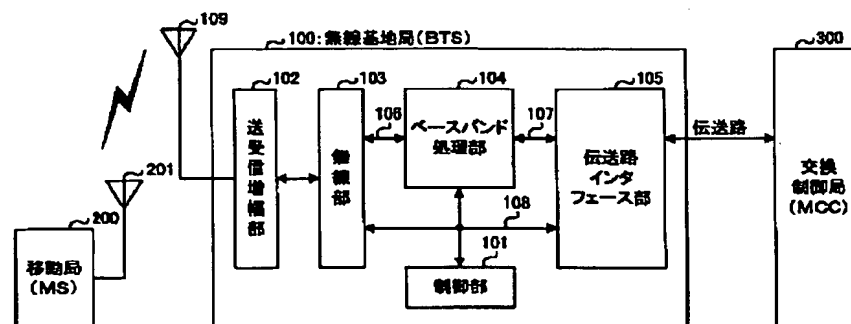 109
100:無線基地局(BTS)
300
102
103
104
105
送受信増幅部
無線部
106
ベースバンド
処理部
107
伝送路
インタ
フェース部
伝送路
交換
制御局
(MCC)
201
200
移動局
(MS)
108
101
制御部